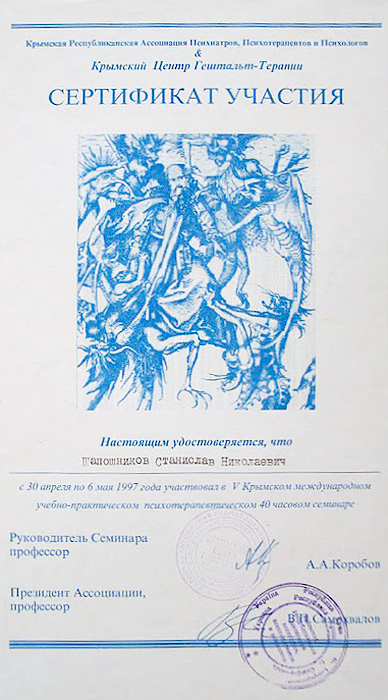 Крымская Республиканская Ассоциация Психиатров, Психотерапевтов и Психологов
&
Крымский Центр Гештальт-Терапии
СЕРТИФИКАТ УЧАСТИЯ
Настоящим удостоверяется, что
Шапошников Станислав Николаевич
с 30 апреля по 6 мая 1997 года участвовал в V Крымском международном
учебно-практическом психотерапевтическом 40 часовом семинаре
Руководитель Семинара
профессор
А.А.Коробов
Президент Ассоциации,
профессор
В.П.Самохвалов
Україна